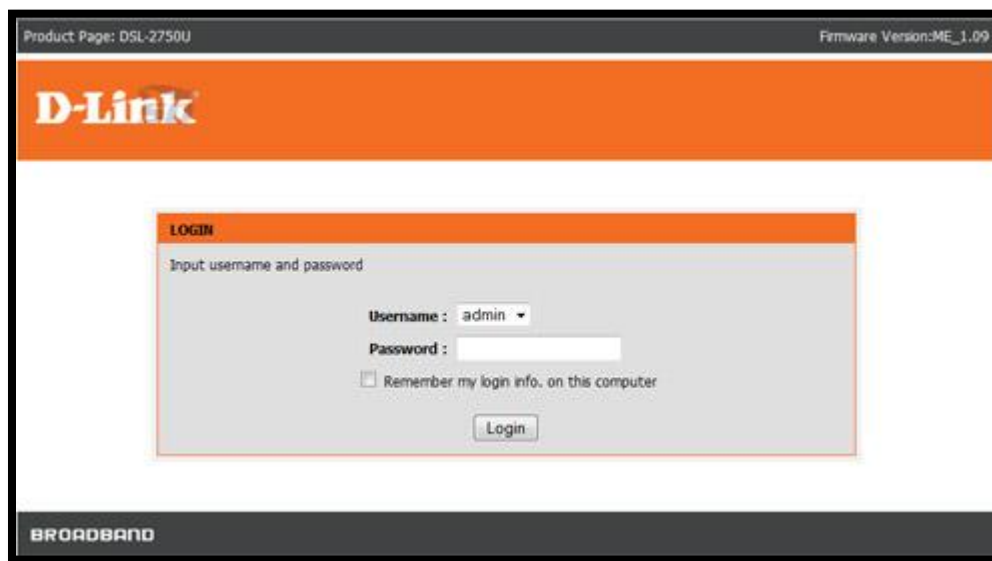 Product Page: DSL-2750U Firmware Version:ME_1.09
D-Link
LOGIN
Input username and password
Username : admin
Password :
Remember my login info. on this computer
Login
BROADBAND